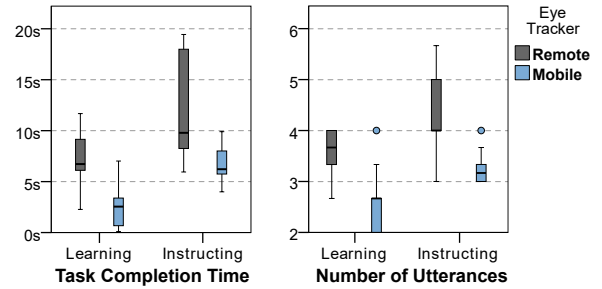 Eye
Tracker
Remote
Mobile
20s
15s
10s
5s
0s
Learning
Instructing
Task Completion Time
6
5
4
3
2
Learning
Instructing
Number of Utterances